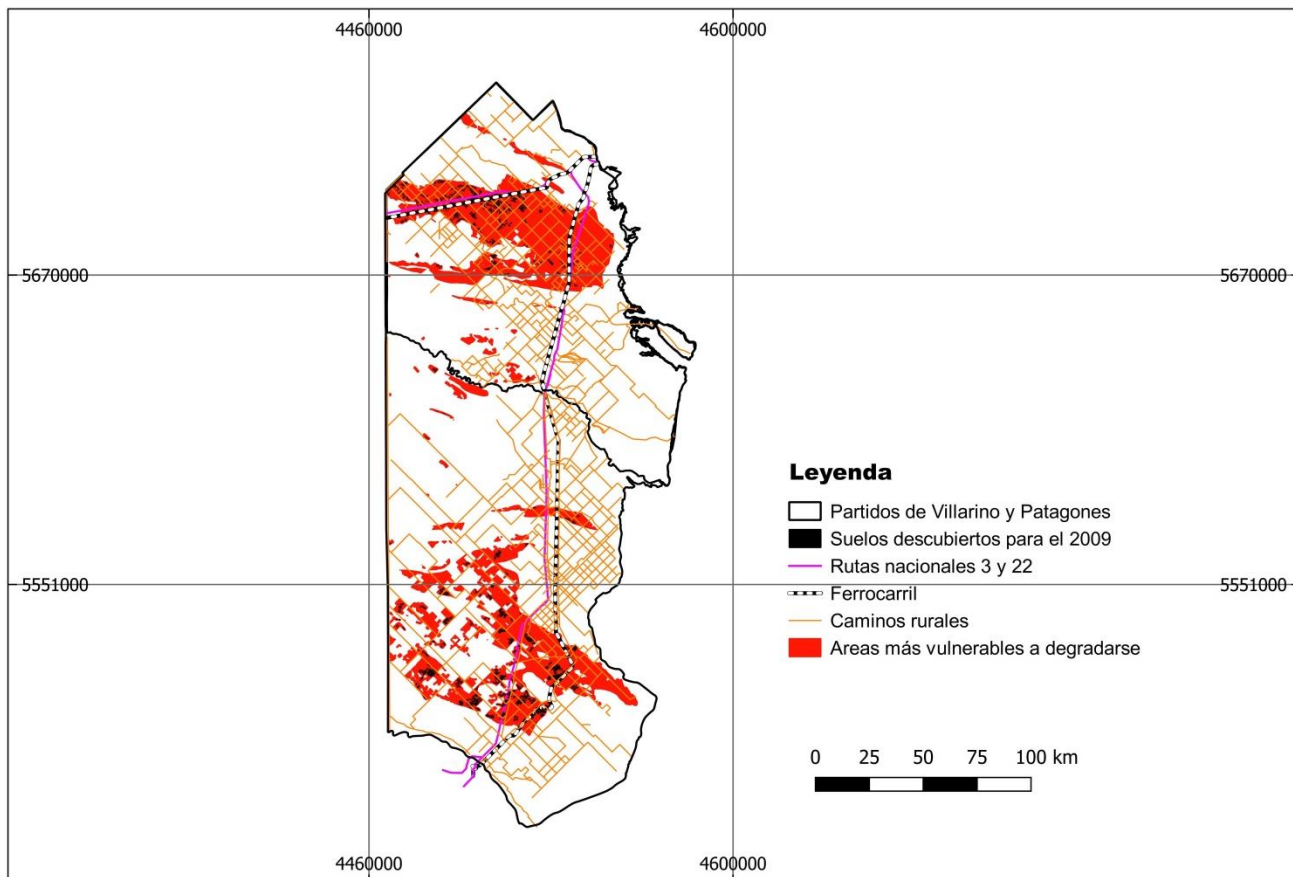 4460000
4600000
5670000
5670000
Leyenda
Partidos de Villarino y Patagones
Suelos descubiertos para el 2009
Rutas nacionales 3 y 22
Ferrocarril
Caminos rurales
Areas más vulnerables a degradarse
5551000
5551000
0 25 50 75 100 km
4460000
4600000